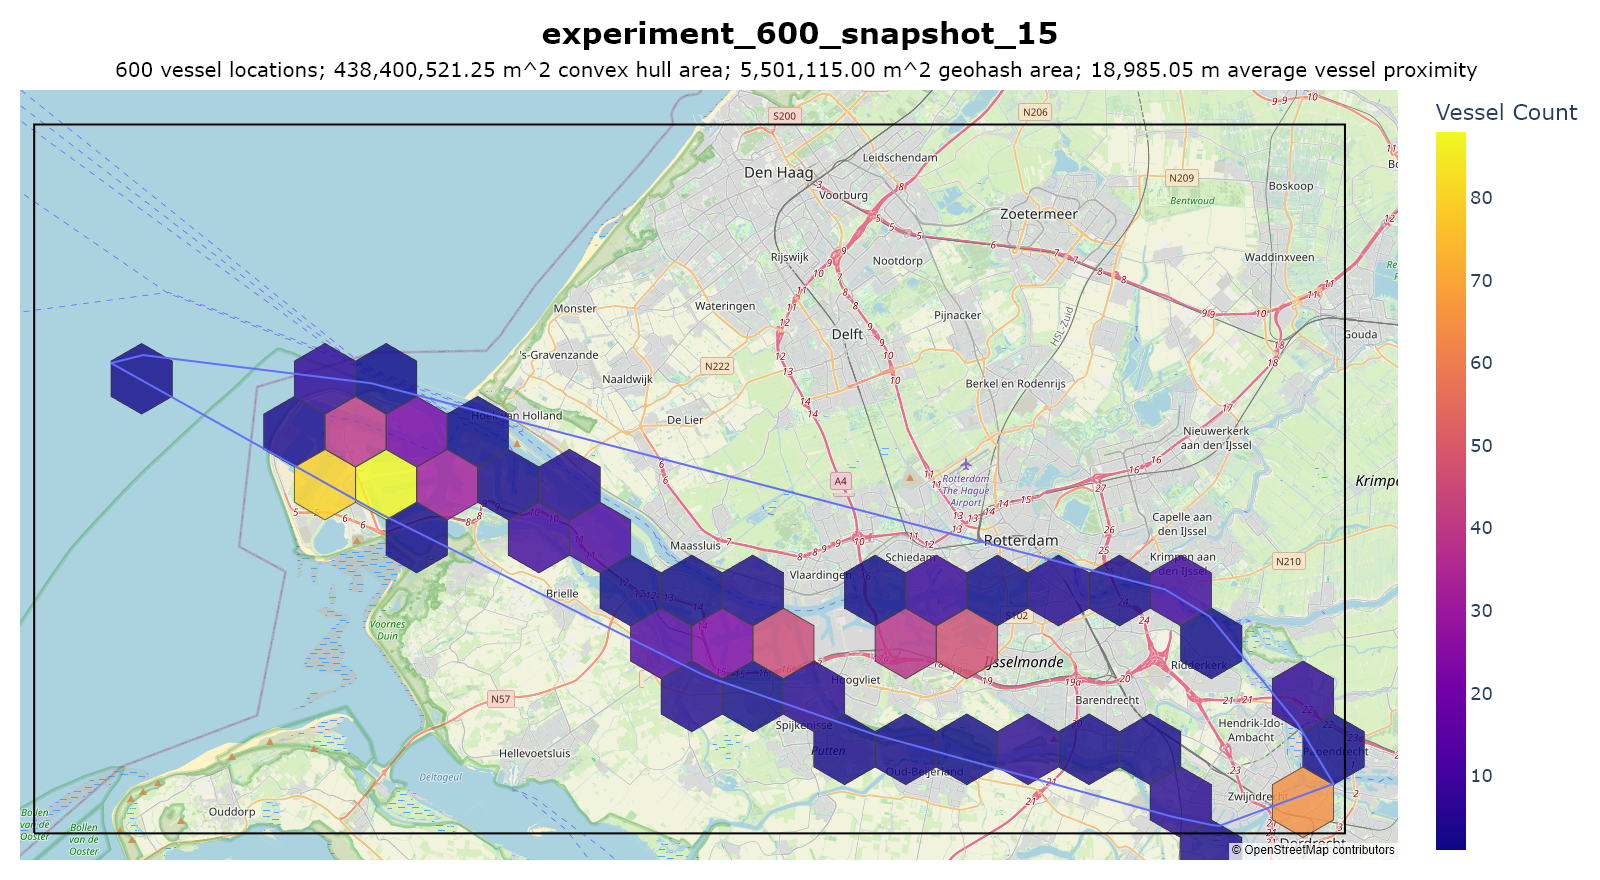 experiment_600_snapshot_15
600 vessel locations; 438,400,521.25 m^2 convex hull area; 5,501,115.00 m^2 geohash area; 18,985.05 m average vessel proximity
Vessel Count
80
70
60
50
40
30
20
10
S200
N206
Den Haag
Leidschendam
Voorburg
N209
Boskoop
Bentwoud
Zoetermeer
Rijswijk
Nootdorp
Waddinxveen
Monster
Wateringen
Pijnacker
HSL-Zuid
Delft
Gouda
's-Gravenzande
N222
Naaldwijk
Berkel en Rodenrijs
De Lier
Nieuwerkerk
aan den IJssel
A4
Rotterdam
The Hague
Airport
Capelle aan
den IJssel
Maassluis
Schiedam
Rotterdam
Krimpen aan
den IJssel
N210
Vlaardingen
Brielle
Voornes
Duin
IJsselmonde
Ridderkerk
Hoogvliet
Barendrecht
N57
Hendrik-Ido-
Ambacht
Spijkenisse
Putten
Papendrecht
Hellevoetsluis
Oud-Beijerland
Deltageul
Zwijndrecht
Ouddorp
Bollen
van de
Ooster
Bollen
van de
Ooster
Dordrecht
© OpenStreetMap contributors